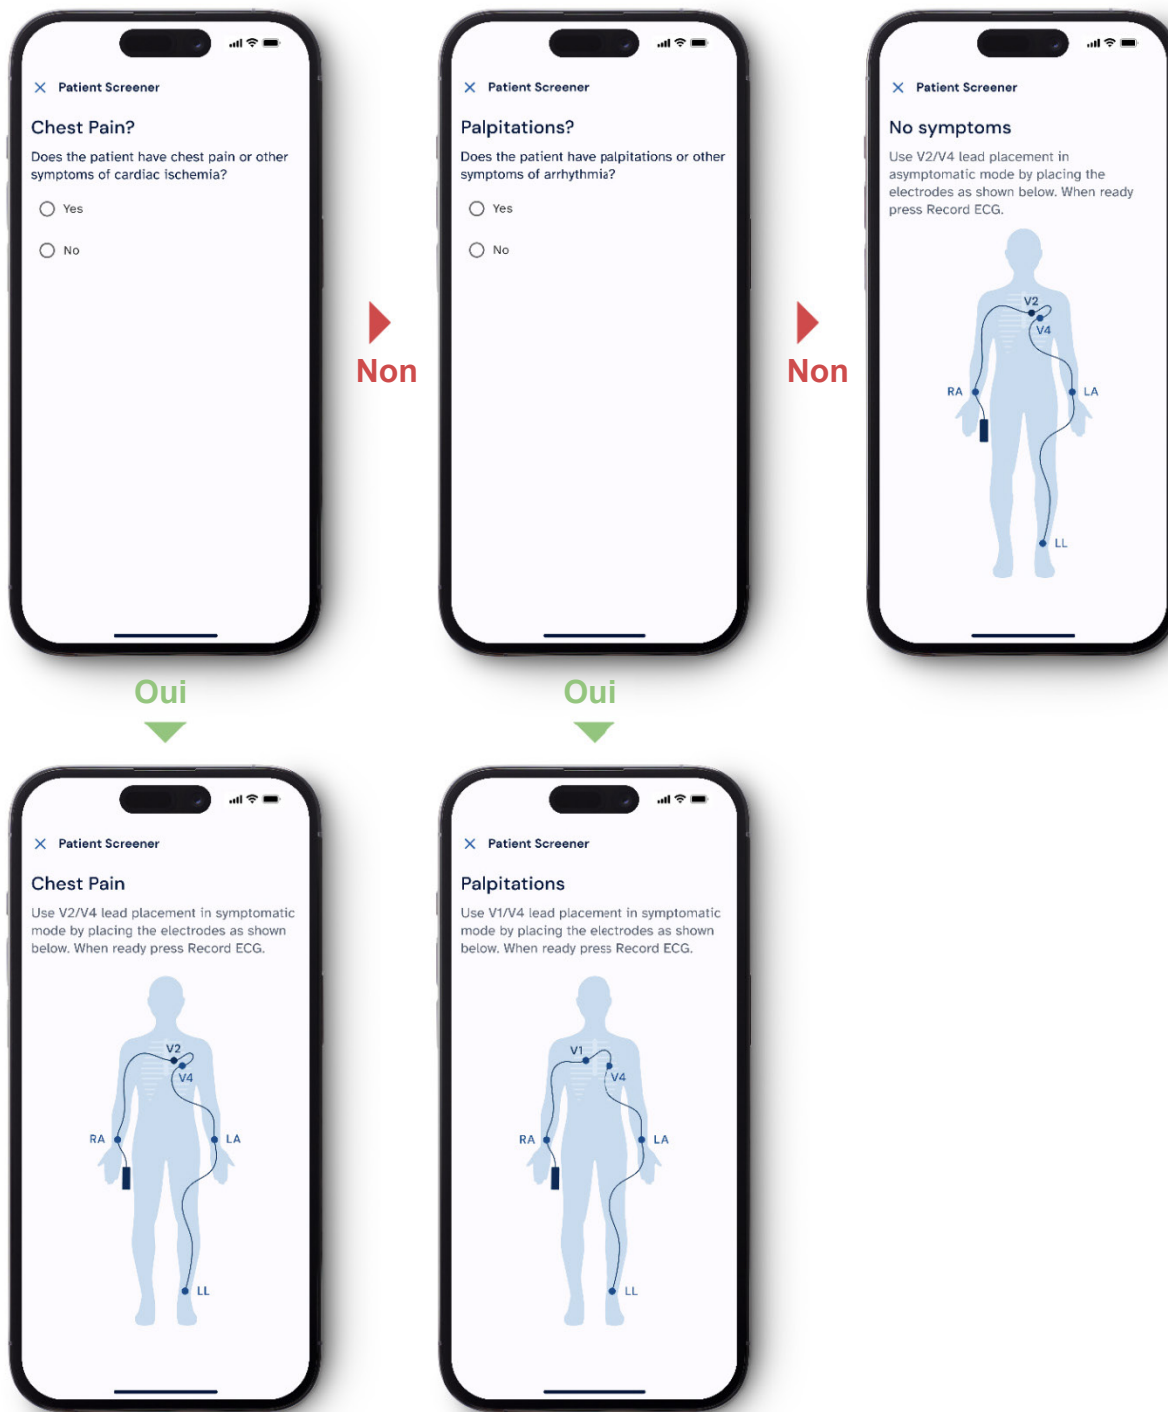 Patient Screener
Chest Pain?
Does the patient have chest pain or other
symptoms of cardiac ischemia?
Yes
No
Non
Patient Screener
Palpitations?
Does the patient have palpitations or other
symptoms of arrhythmia?
Yes
No
Non
Patient Screener
No symptoms
Use V2/V4 lead placement in
asymptomatic mode by placing the
electrodes as shown below. When ready
press Record ECG.
V2
V4
RA
LA
LL
Oui
Oui
Patient Screener
Chest Pain
Use V2/V4 lead placement in symptomatic
mode by placing the electrodes as shown
below. When ready press Record ECG.
V2
V4
RA
LA
LL
Patient Screener
Palpitations
Use V1/V4 lead placement in symptomatic
mode by placing the electrodes as shown
below. When ready press Record ECG.
V1
V4
RA
LA
LL